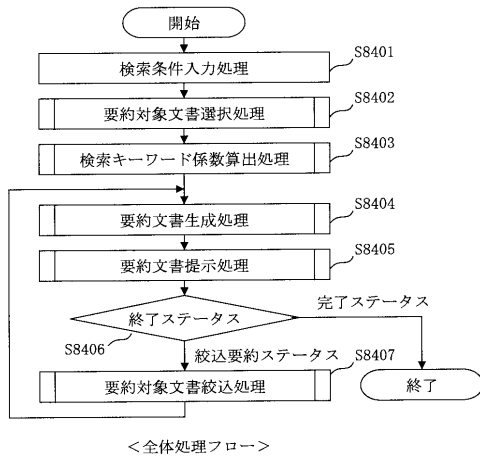 開始
検索条件入力処理
S8401
要約対象文書選択処理
S8402
検索キーワード係数算出処理
S8403
要約文書生成処理
S8404
要約文書提示処理
S8405
終了ステータス
完了ステータス
S8406
絞込要約ステータス
S8407
要約対象文書絞込処理
終了
<全体処理フロー>